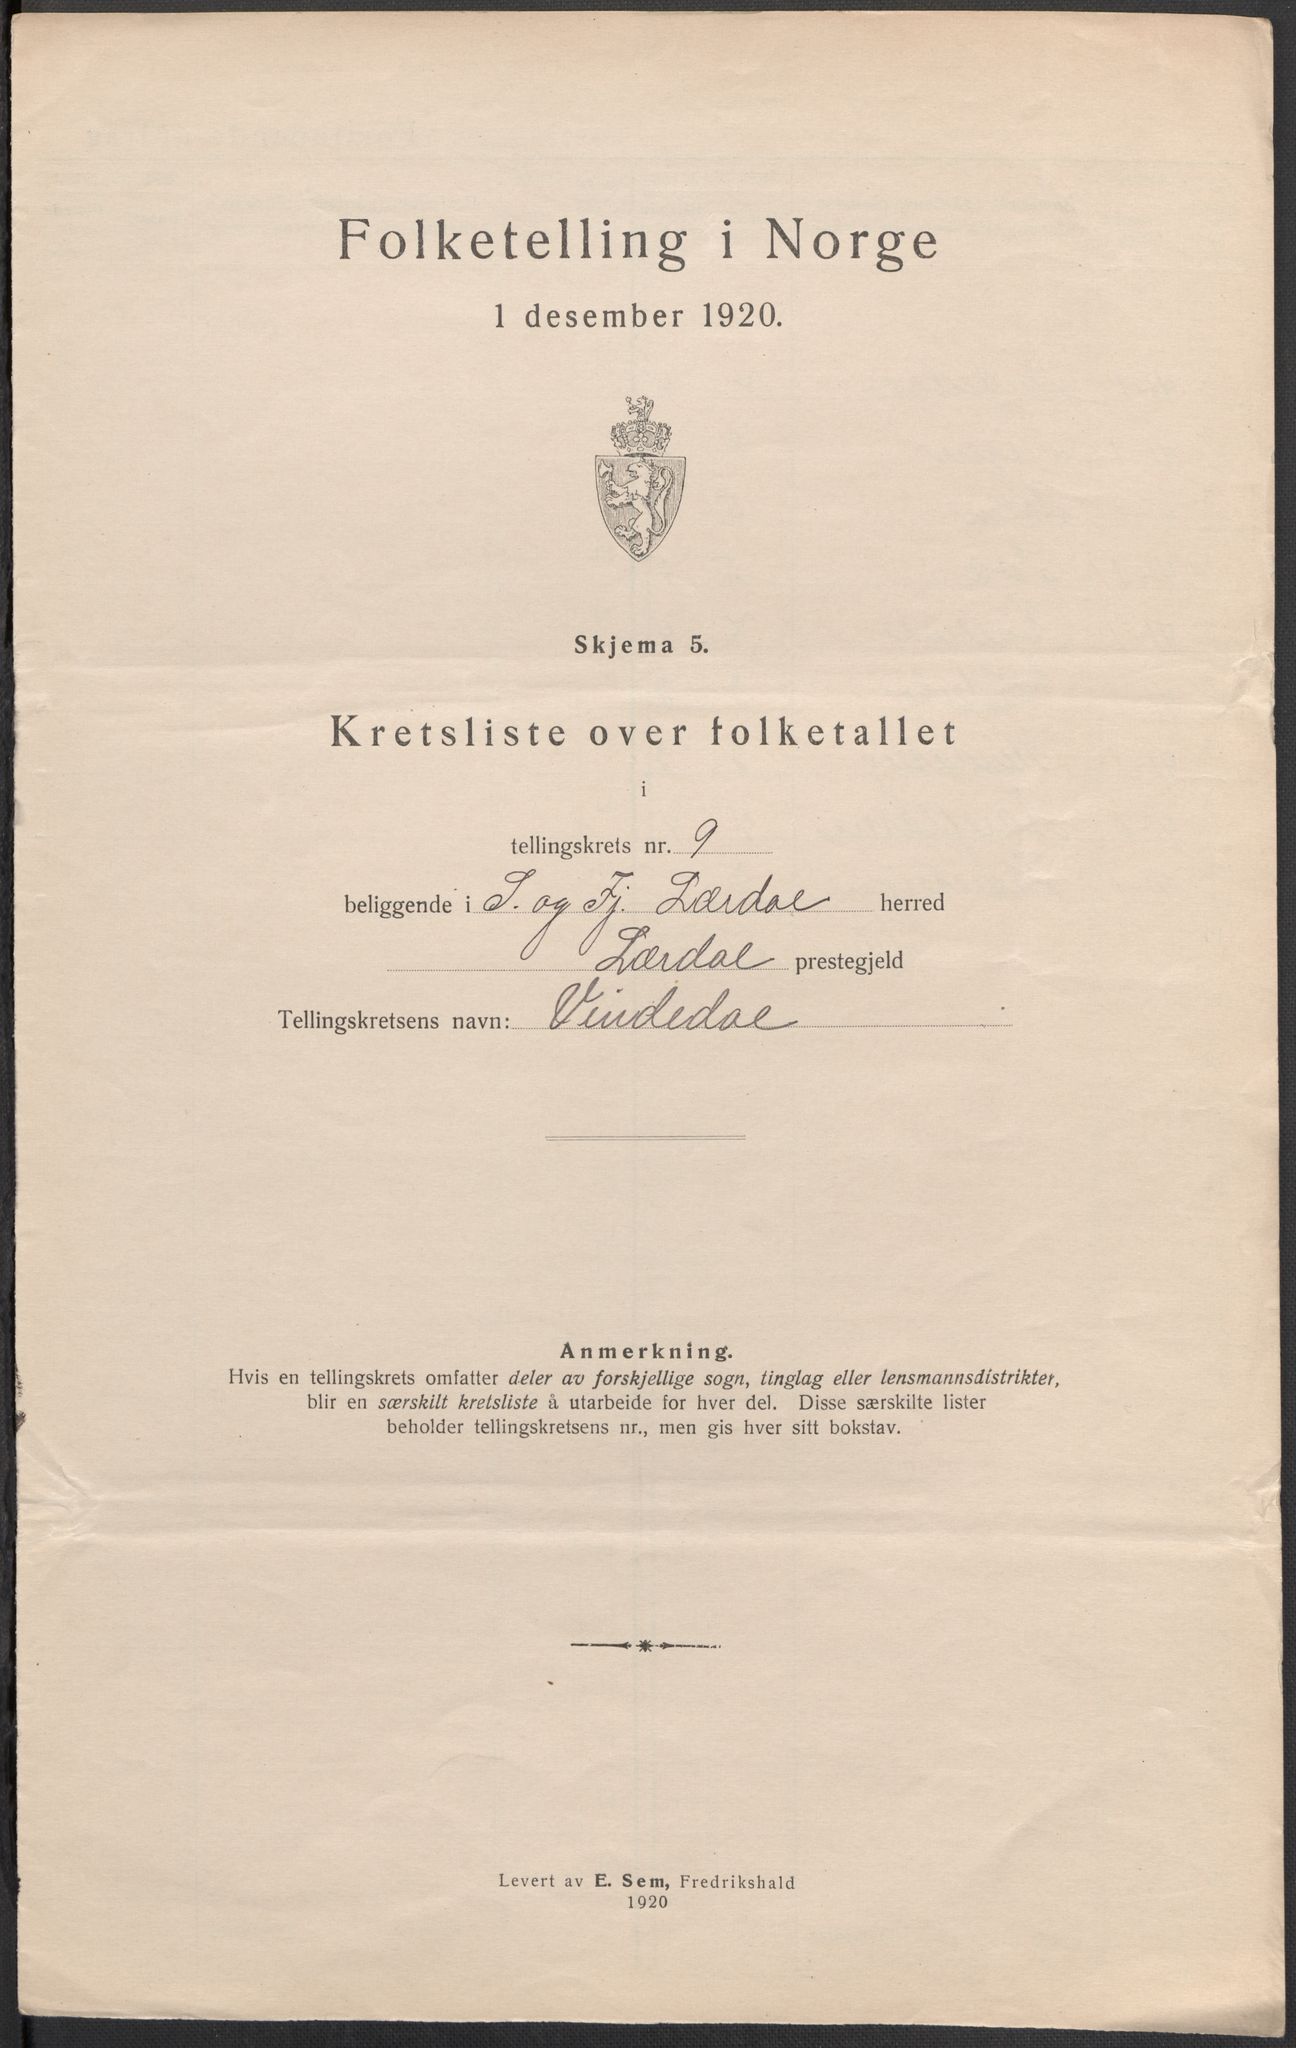 Folketelling i Norge
1 desember 1920.
Skjema 5.
Kretsliste over folketallet
i
tellingskrets nr. 9
beliggende i S. og Fj. Lærdal herred
Lærdal prestegjeld
Tellingskretsens navn: Vindedal
Anmerkning.
Hvis en tellingskrets omfatter deler av forskjellige sogn, tinglag eller lensmannsdistrikter,
blir en særskilt kretsliste å utarbeide for hver del. Disse særskilte lister
beholder tellingskretsens nr., men gis hver sitt bokstav.
Levert av E. Sem, Fredrikshald
1920